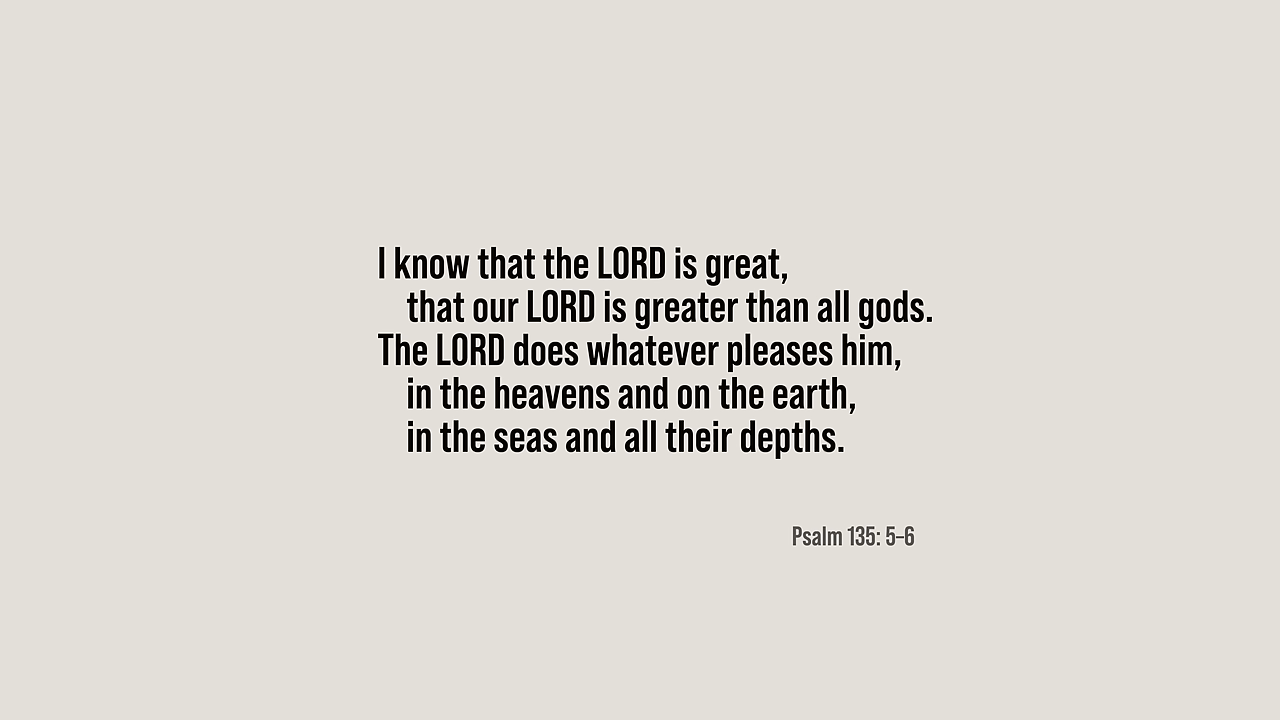 I know that the LORD is great,
that our LORD is greater than all gods.
The LORD does whatever pleases him,
in the heavens and on the earth,
in the seas and all their depths.
Psalm 135: 5–6